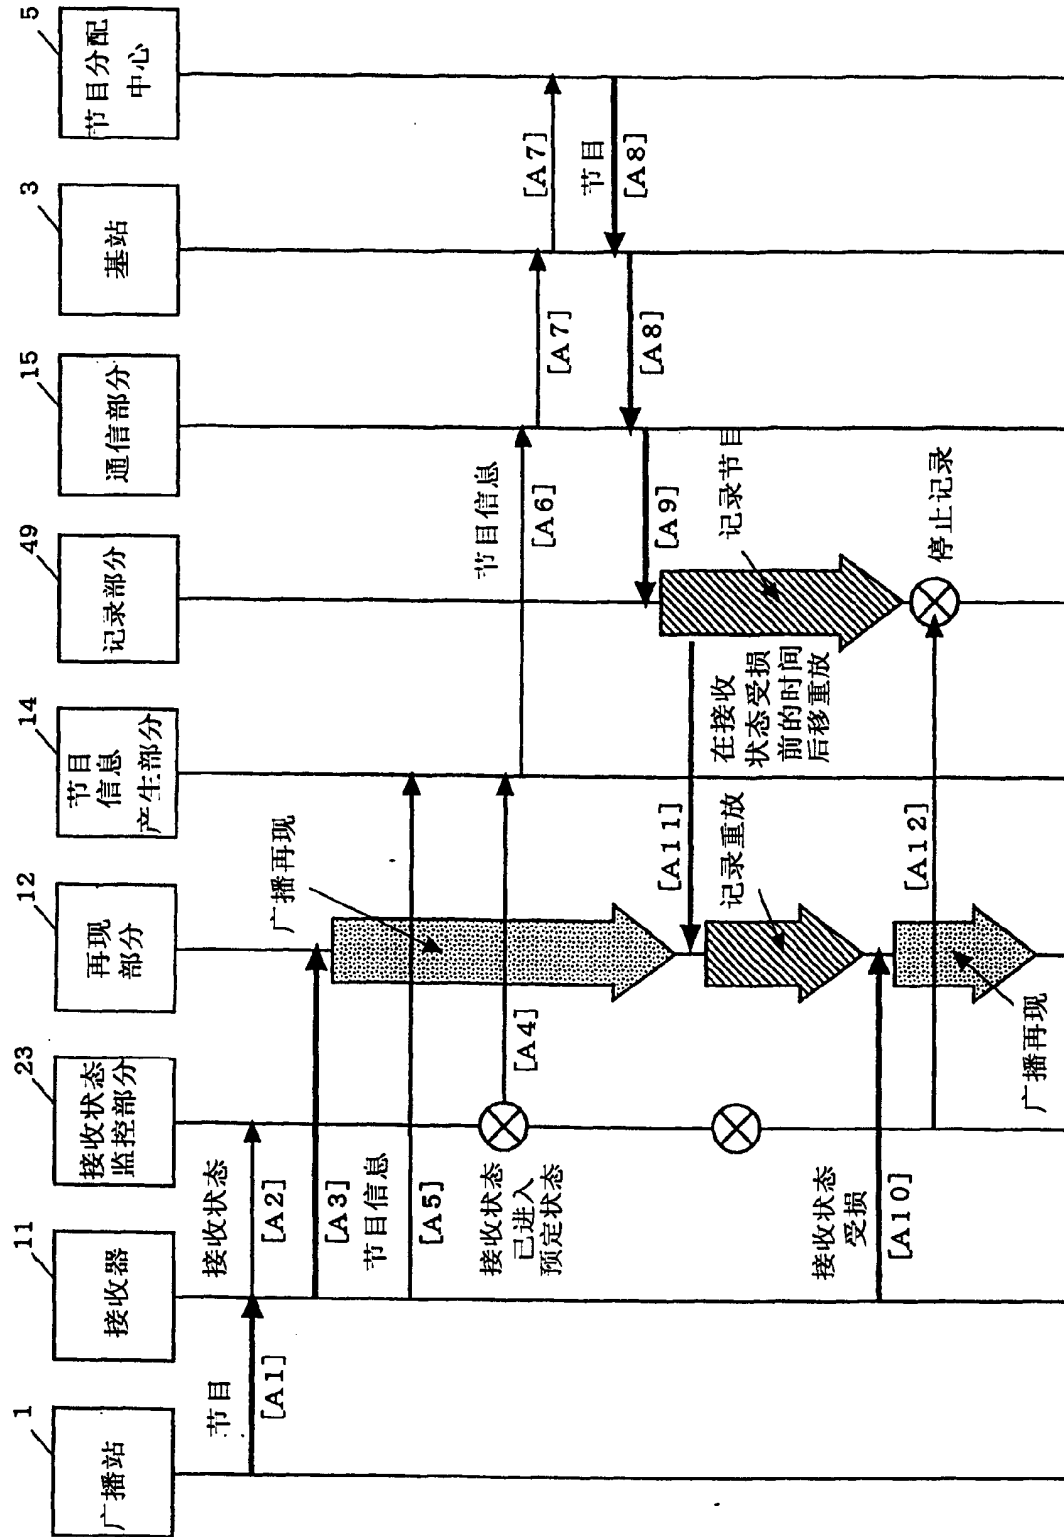 1
广播站
11
接收器
23
接收状态
监控部分
12
再现
部分
14
节目
信息
产生部分
49
记录部分
15
通信部分
3
基站
5
节目分配
中心
节目
[A1]
接收状态
[A2]
[A3]
广播再现
节目信息
[A5]
接收状态
已进入
预定状态
[A4]
节目信息
[A6]
[A7]
[A7]
节目
[A8]
[A8]
[A9]
记录节目
[A11]
在接收
状态受损
前的时间
后移重放
记录重放
接收状态
受损
[A10]
[A12]
停止记录
广播再现